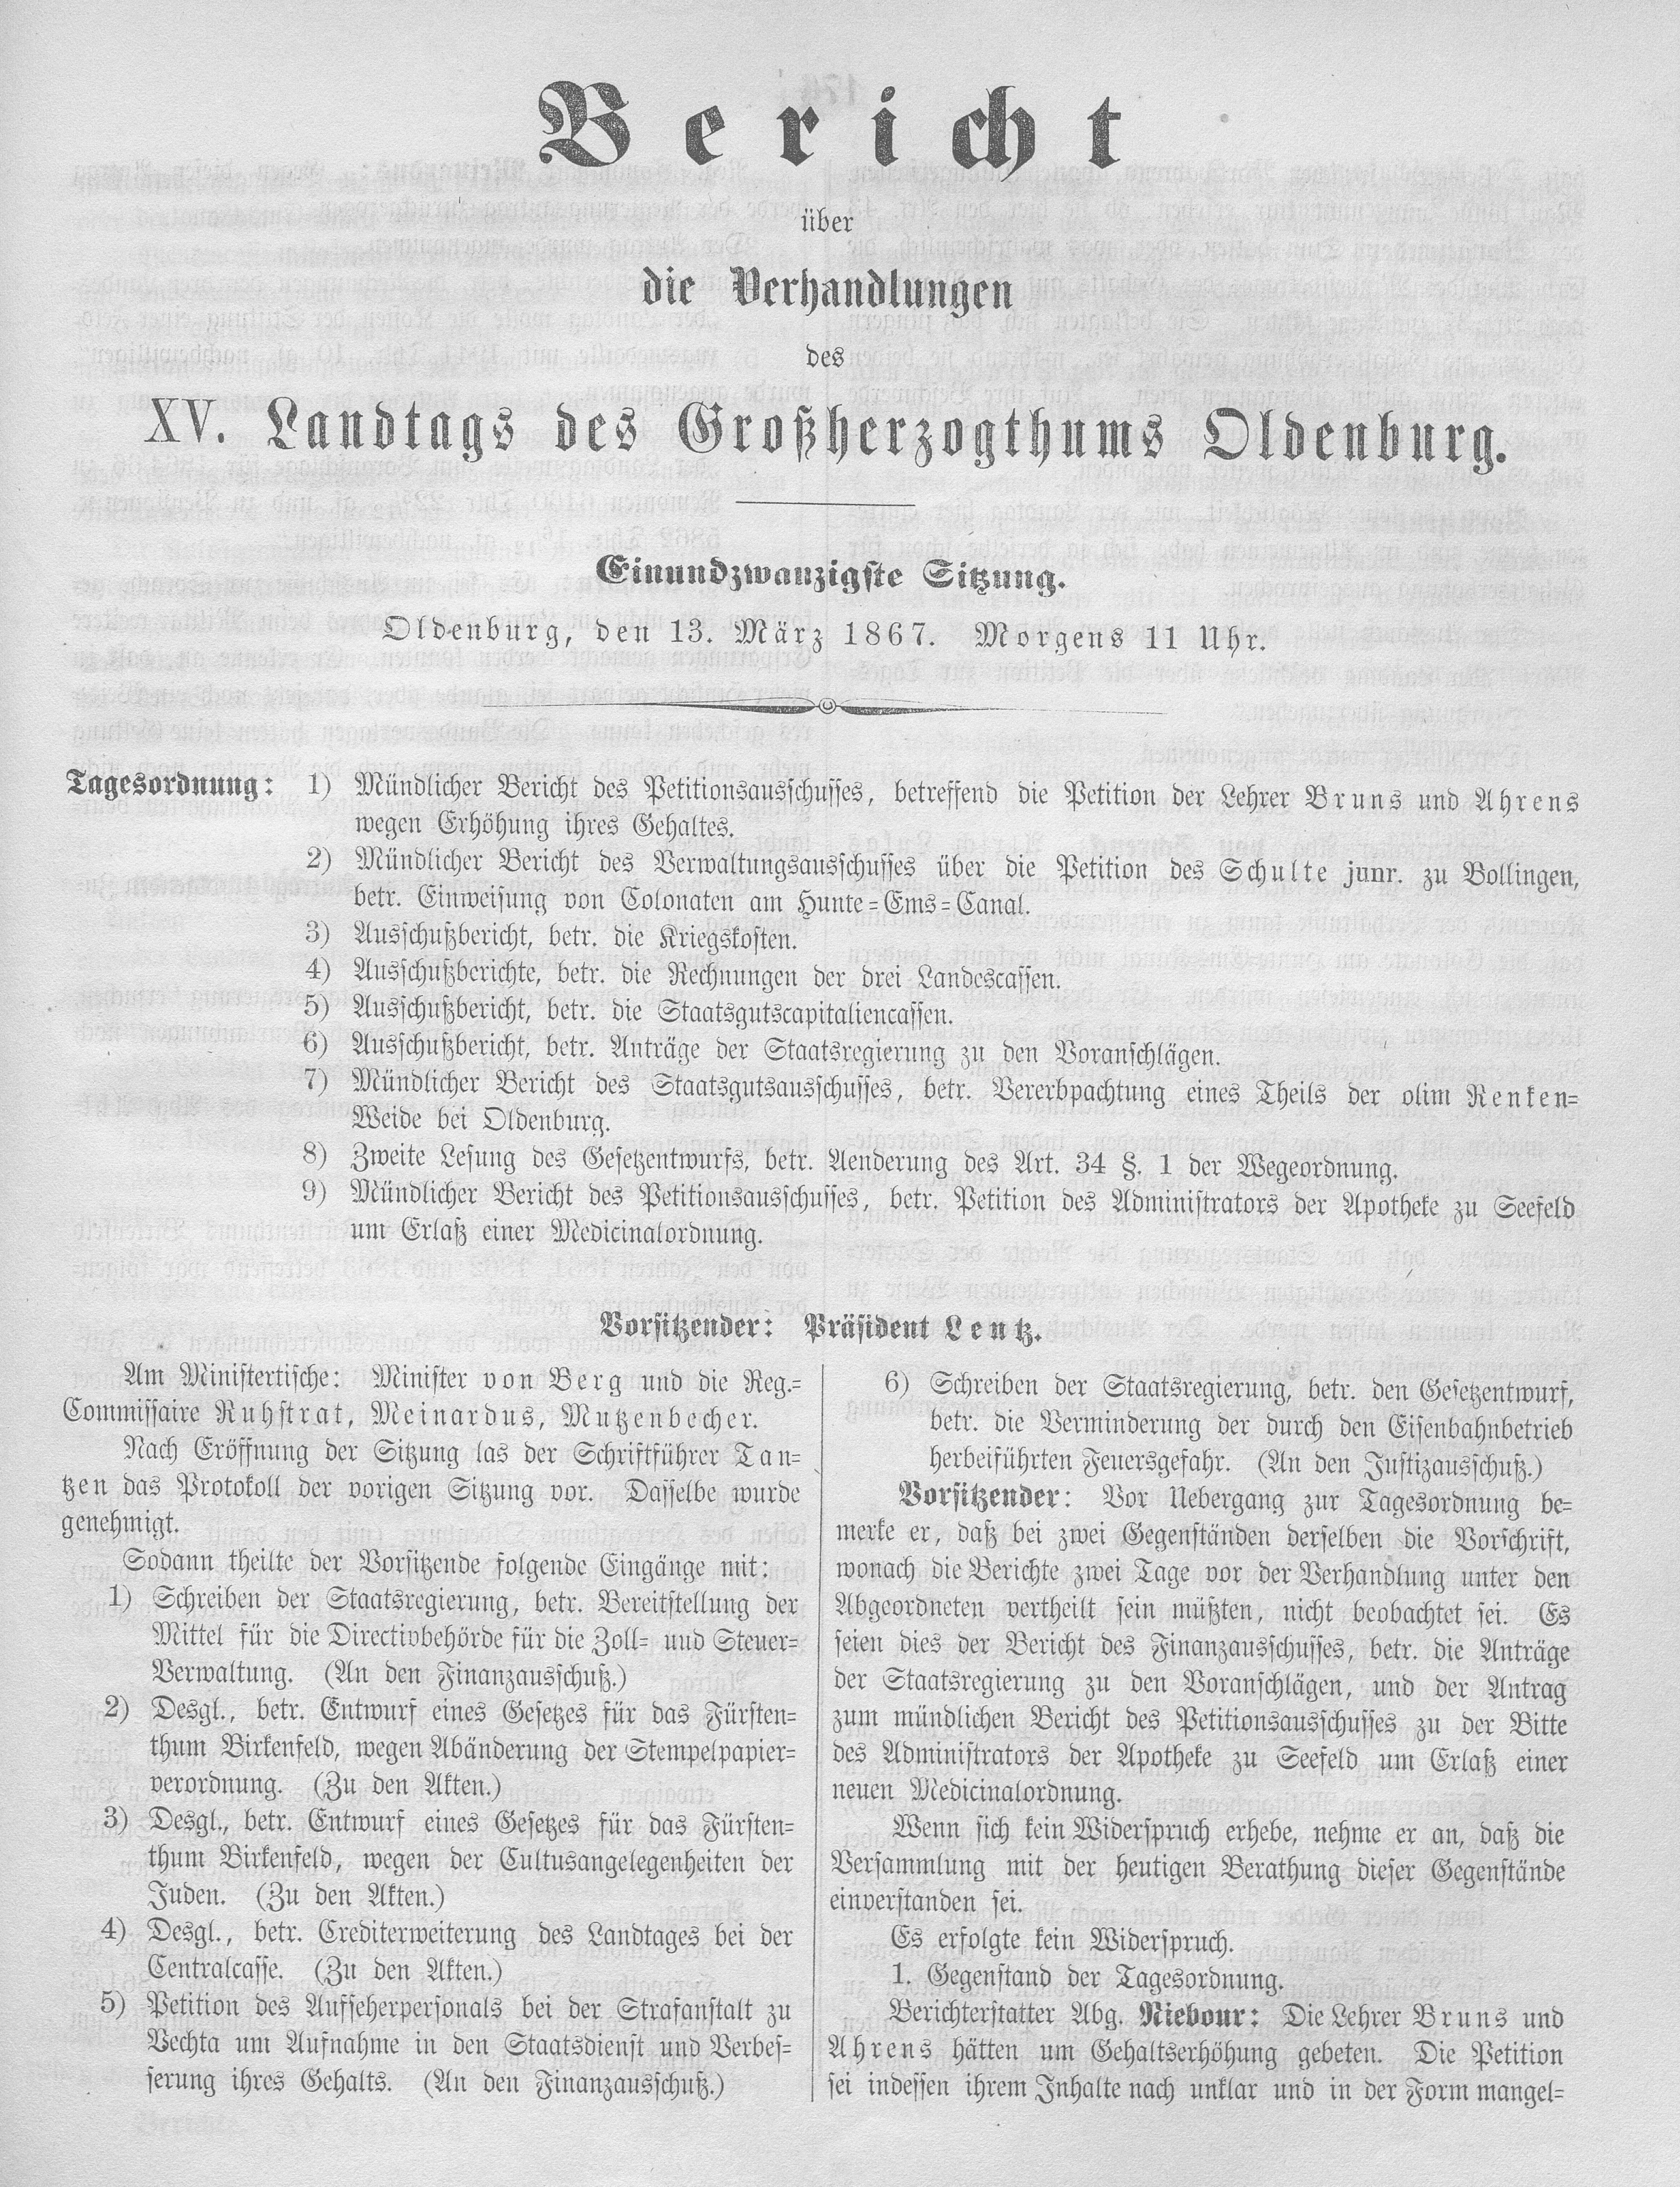 Bericht
über
die Verhandlungen
des
XV. Landtags des Großherzogthums Oldenburg.
Einundzwanzigste Sitzung.
Oldenburg, den 13. März 1867. Morgens 11 Uhr.
Tagesordnung: 1) Mündlicher Bericht des Petitionsausschusses, betreffend die Petition der Lehrer Bruns und Ahrens
wegen Erhöhung ihres Gehaltes.
2) Mündlicher Bericht des Verwaltungsausschusses über die Petition des Schulte junr. zu Bollingen,
betr. Einweisung von Colonaten am Hunte=Ems=Canal.
3) Ausschußbericht, betr. die Kriegskosten.
4) Ausschußberichte, betr. die Rechnungen der drei Landescassen.
5) Ausschußbericht, betr. die Staatsgutscapitaliencassen.
6) Ausschußbericht, betr. Anträge der Staatsregierung zu den Voranschlägen.
7) Mündlicher Bericht des Staatsgutsausschusses, betr. Vererbpachtung eines Theils der olim Renken=
Weide bei Oldenburg.
8) Zweite Lesung des Gesetzentwurfs, betr. Aenderung des Art. 34 §. 1 der Wegeordnung.
9) Mündlicher Bericht des Petitionsausschusses, betr. Petition des Administrators der Apotheke zu Seefeld
um Erlaß einer Medicinalordnung.
Vorsitzender: Präsident Lentz.
Am Ministertische: Minister von Berg und die Reg.=
Commissaire Ruhstrat, Meinardus, Mutzenbecher.
Nach Eröffnung der Sitzung las der Schriftführer Tan=
tzen das Protokoll der vorigen Sitzung vor. Dasselbe wurde
genehmigt.
Sodann theilte der Vorsitzende folgende Eingänge mit:
1) Schreiben der Staatsregierung, betr. Bereitstellung der
Mittel für die Directivbehörde für die Zoll= und Steuer=
Verwaltung. (An den Finanzausschuß.)
2) Desgl., betr. Entwurf eines Gesetzes für das Fürsten=
thum Birkenfeld, wegen Abänderung der Stempelpapier=
verordnung. (Zu den Akten.)
3) Desgl., betr. Entwurf eines Gesetzes für das Fürsten=
thum Birkenfeld, wegen der Cultusangelegenheiten der
Juden. (Zu den Akten.)
4) Desgl., betr. Crediterweiterung des Landtages bei der
Centralcasse. (Zu den Akten.)
5) Petition des Aufseherpersonals bei der Strafanstalt zu
Vechta um Aufnahme in den Staatsdienst und Verbes=
serung ihres Gehalts. (An den Finanzausschuß.)
6) Schreiben der Staatsregierung, betr. den Gesetzentwurf,
betr. die Verminderung der durch den Eisenbahnbetrieb
herbeiführten Feuersgefahr. (An den Justizausschuß.)
Vorsitzender: Vor Uebergang zur Tagesordnung be=
merke er, daß bei zwei Gegenständen derselben die Vorschrift,
wonach die Berichte zwei Tage vor der Verhandlung unter den
Abgeordneten vertheilt sein müßten, nicht beobachtet sei. Es
seien dies der Bericht des Finanzausschusses, betr. die Anträge
der Staatsregierung zu den Voranschlägen, und der Antrag
zum mündlichen Bericht des Petitionsausschusses zu der Bitte
des Administrators der Apotheke zu Seefeld um Erlaß einer
neuen Medicinalordnung.
Wenn sich kein Widerspruch erhebe, nehme er an, daß die
Versammlung mit der heutigen Berathung dieser Gegenstände
einverstanden sei.
Es erfolgte kein Widerspruch.
1. Gegenstand der Tagesordnung.
Berichterstatter Abg. Niebour: Die Lehrer Bruns und
Ahrens hätten um Gehaltserhöhung gebeten. Die Petition
sei indessen ihrem Inhalte nach unklar und in der Form mangel=